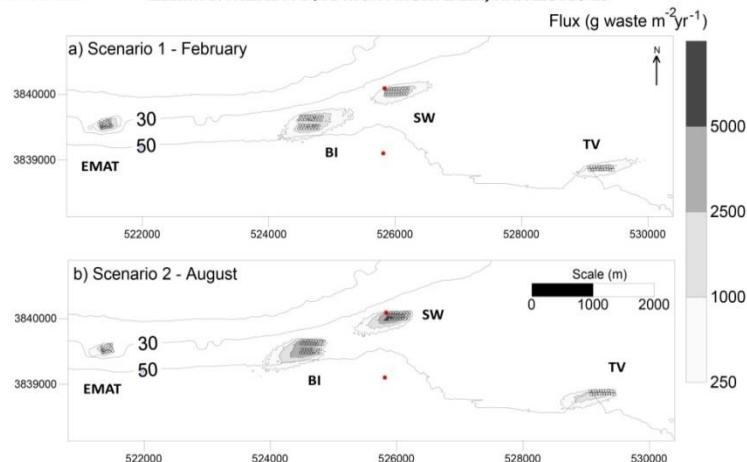 Flux (g waste m-2yr-1)
a) Scenario 1 - February
N
3840000
30
SW
3839000
50
BI
TV
EMAT
522000 524000 526000 528000 530000
5000
2500
1000
250
b) Scenario 2 - August
Scale (m)
0 1000 2000
3840000
30
SW
3839000
50
BI
TV
EMAT
522000 524000 526000 528000 530000